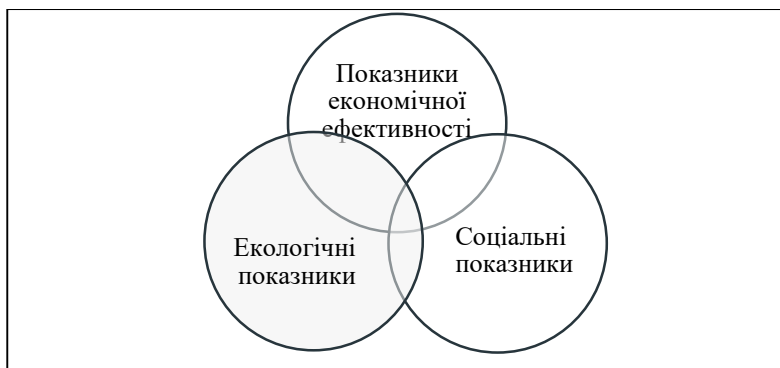 Показники
економічної
ефективності
Екологічні
показники
Соціальні
показники